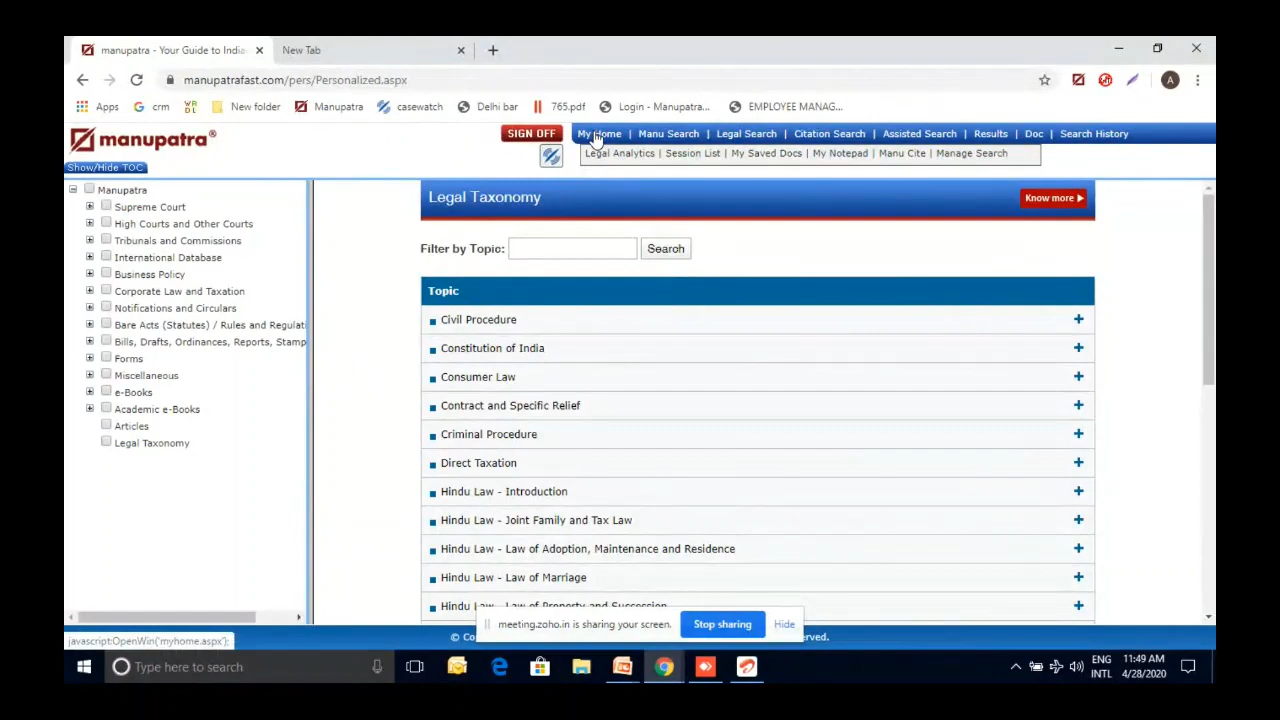 manupatra - Your Guide to India
New Tab
manupatrafast.com/pers/Personalized.aspx
A
Apps
crm
New folder
Manupatra
casewatch
Delhi bar
765.pdf
Login - Manupatra...
EMPLOYEE MANAG...
manupatra®
SIGN OFF
My Home | Manu Search | Legal Search | Citation Search | Assisted Search | Results | Doc | Search History
Legal Analytics | Session List | My Saved Docs | My Notepad | Manu Cite | Manage Search
Show/Hide TOC
Manupatra
Supreme Court
High Courts and Other Courts
Tribunals and Commissions
International Database
Business Policy
Corporate Law and Taxation
Notifications and Circulars
Bare Acts (Statutes) / Rules and Regulati
Bills, Drafts, Ordinances, Reports, Stamp
Forms
Miscellaneous
e-Books
Academic e-Books
Articles
Legal Taxonomy
Legal Taxonomy
Know more
Filter by Topic:
Search
Topic
Civil Procedure
Constitution of India
Consumer Law
Contract and Specific Relief
Criminal Procedure
Direct Taxation
Hindu Law - Introduction
Hindu Law - Joint Family and Tax Law
Hindu Law - Law of Adoption, Maintenance and Residence
Hindu Law - Law of Marriage
Hindu Law - Law of Property and Succession
meeting.zoho.in is sharing your screen.
Stop sharing
Hide
javascript:OpenWin('myhome.aspx');
© Co
rved.
Type here to search
ENG
INTL
11:49 AM
4/28/2020